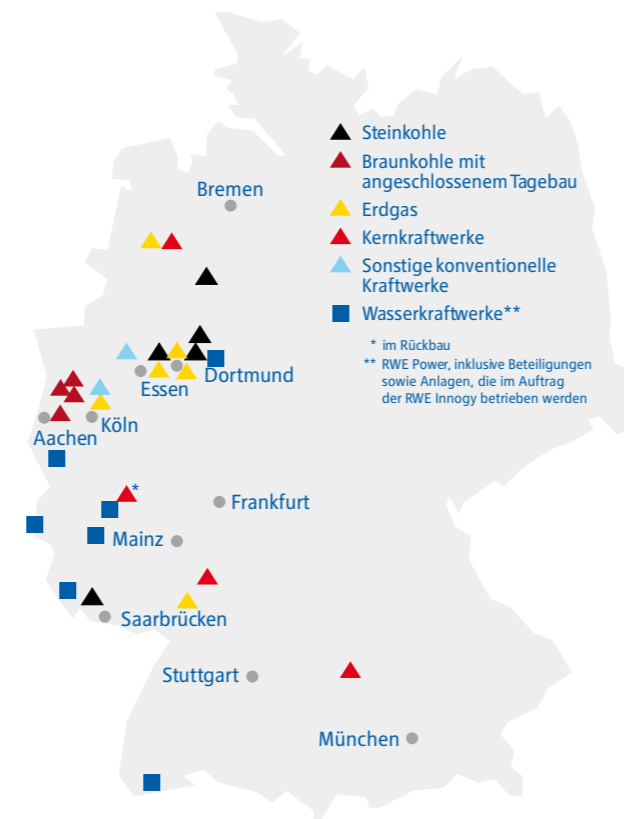 Steinkohle
Braunkohle mit
angeschlossenem Tagebau
Bremen
Erdgas
Kernkraftwerke
Sonstige konventionelle
Kraftwerke
Wasserkraftwerke**
* im Rückbau
** RWE Power, inklusive Beteiligungen
sowie Anlagen, die im Auftrag
der RWE Innogy betrieben werden
Dortmund
Essen
Köln
Aachen
*
Frankfurt
Mainz
Saarbrücken
Stuttgart
München